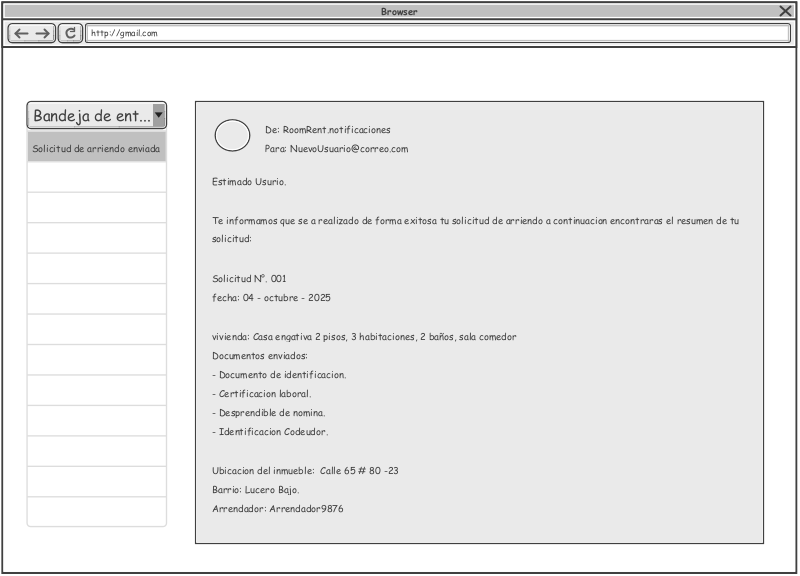 Browser
http://gmail.com
Bandeja de ent...
Solicitud de arriendo enviada
De: RoomRent.notificaciones
Para: NuevoUsuario@correo.com
Estimado Usurio.
Te informamos que se a realizado de forma exitosa tu solicitud de arriendo a continuacion encontraras el resumen de tu
solicitud:
Solicitud N°. 001
fecha: 04 - octubre - 2025
vivienda: Casa engativa 2 pisos, 3 habitaciones, 2 baños, sala comedor
Documentos enviados:
- Documento de identificacion.
- Certificacion laboral.
- Desprendible de nomina.
- Identificacion Codeudor.
Ubicacion del inmueble:  Calle 65 # 80 -23
Barrio: Lucero Bajo.
Arrendador: Arrendador9876